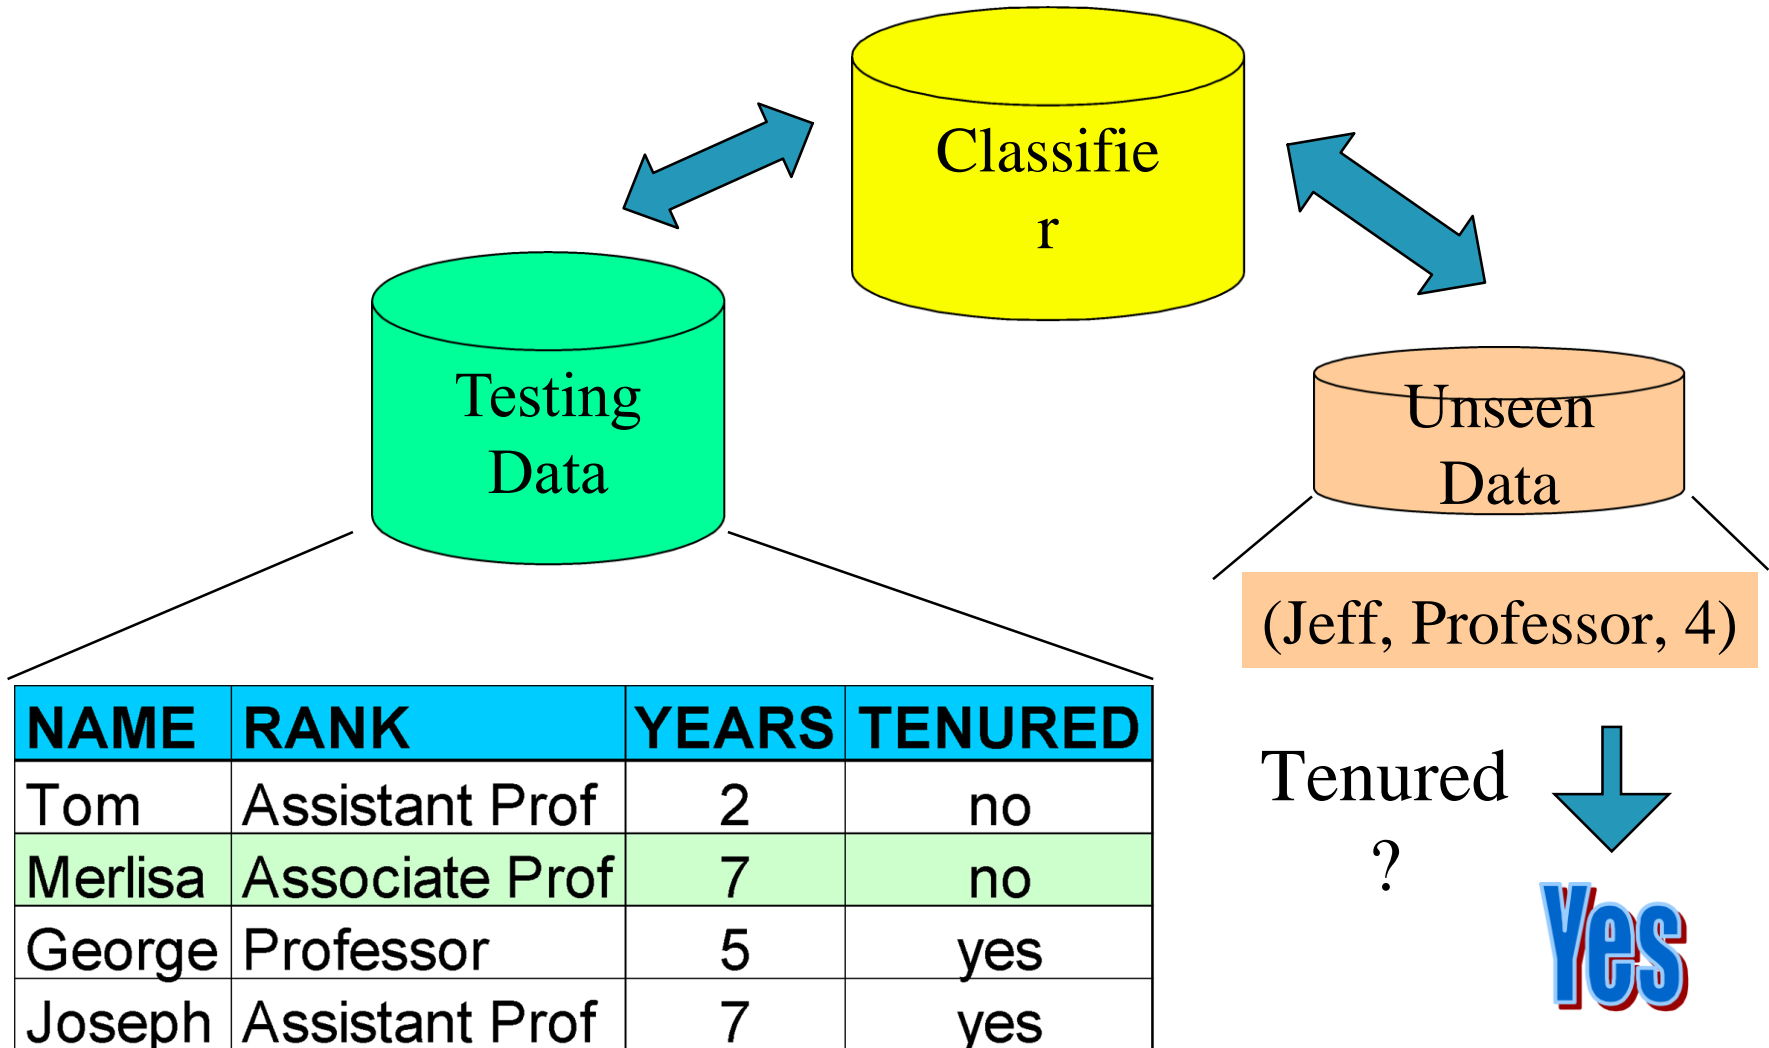 Classifie
r
Testing
Data
Unseen
Data
(Jeff, Professor, 4)
NAME RANK YEARS TENURED
Tom Assistant Prof 2 no
Merlisa Associate Prof 7 no
George Professor 5 yes
Joseph Assistant Prof 7 yes
Tenured
?
Yes